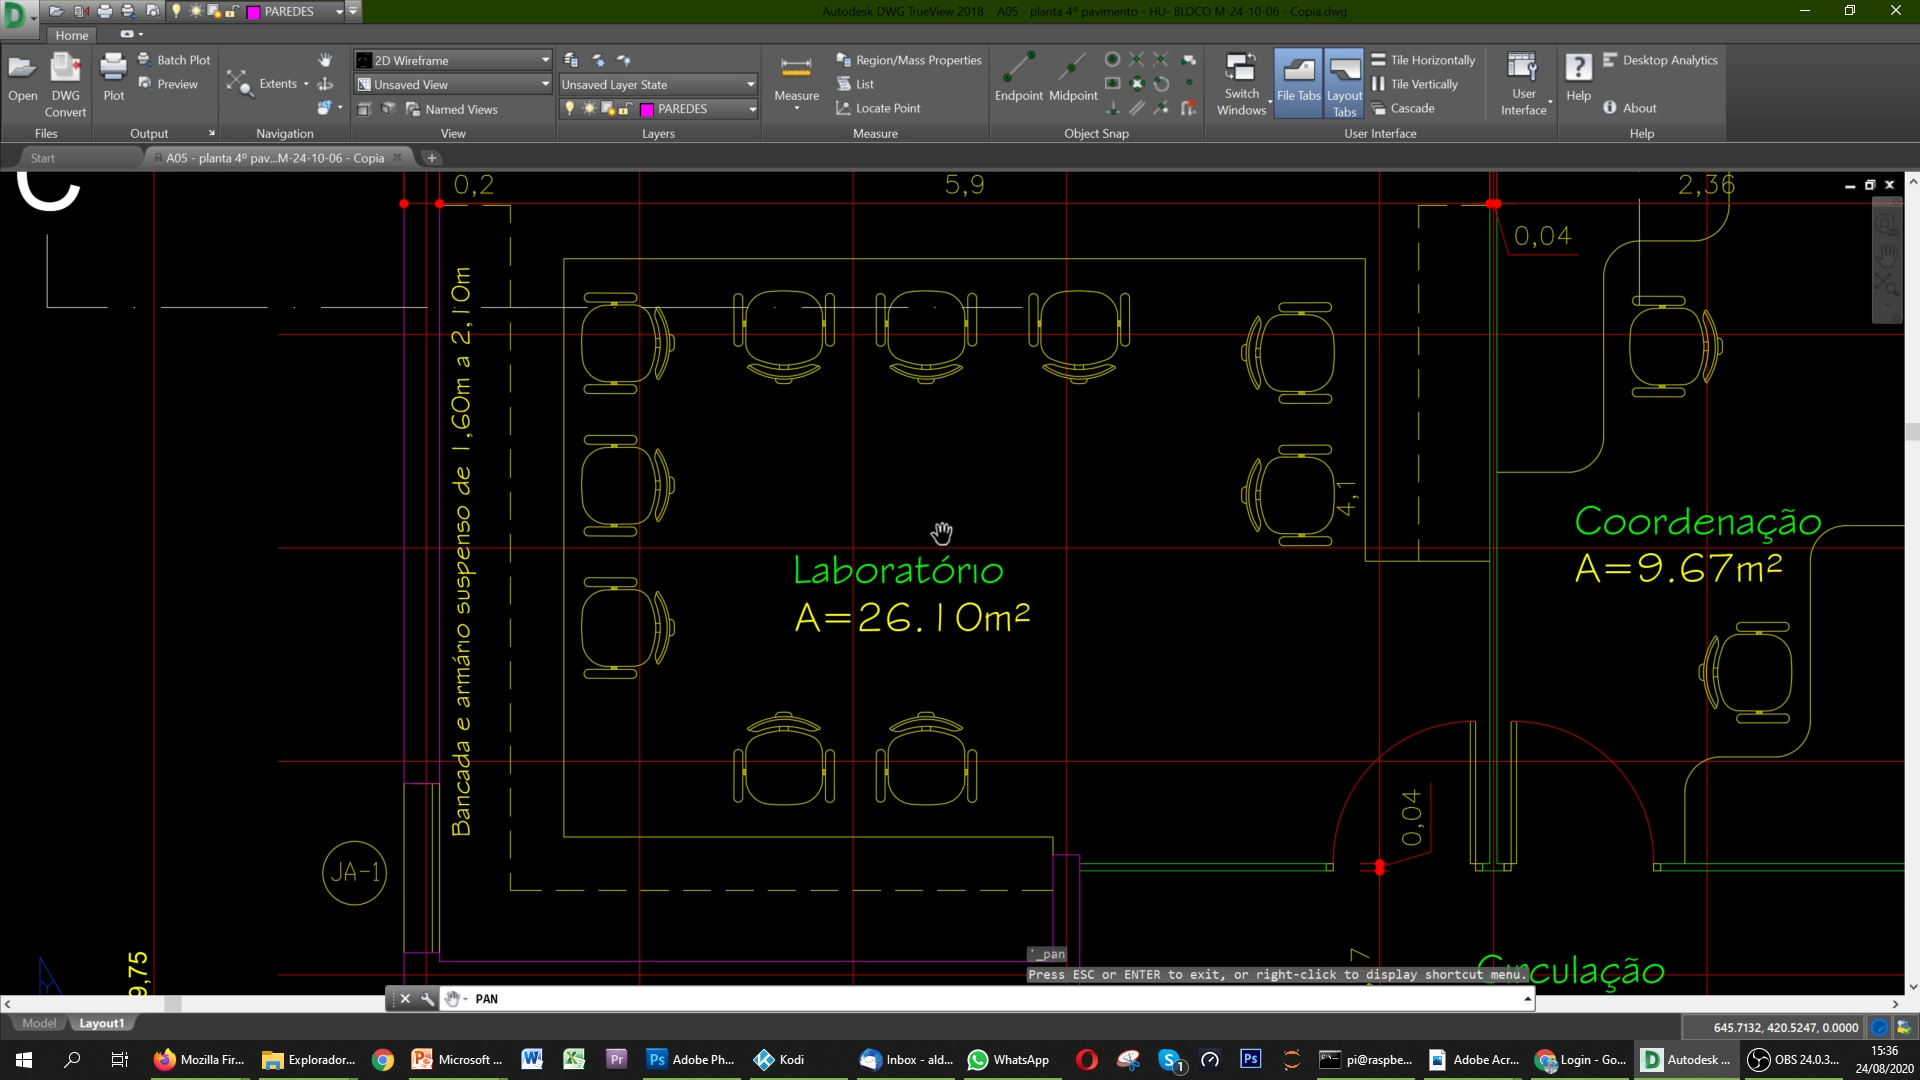 PAREDES
Autodesk DWG TrueView 2018 A05 - planta 4º pavimento - HU- BLOCO M-24-10-06 - Copia.dwg
Home
Open
DWG Convert
Files
Plot
Batch Plot
Preview
Output
Extents
Navigation
2D Wireframe
Unsaved View
Named Views
View
Unsaved Layer State
PAREDES
Layers
Measure
Region/Mass Properties
List
Locate Point
Measure
Endpoint
Midpoint
Object Snap
Switch Windows
File Tabs
Layout Tabs
Tile Horizontally
Tile Vertically
Cascade
User Interface
User Interface
Help
Desktop Analytics
About
Help
Start
A05 - planta 4º pav...M-24-10-06 - Copia
C
0,2
5,9
2,36
0,04
Bancada e armário suspenso de 1,60m a 2,10m
4,1
Coordenação
A=9.67m²
Laboratório
A=26.10m²
0,04
JA-1
9,75
7
Circulação
'_pan
Press ESC or ENTER to exit, or right-click to display shortcut menu.
PAN
Model
Layout1
645.7132, 420.5247, 0.0000
Mozilla Fir...
Explorador...
Microsoft ...
Pr
Ps
Adobe Ph...
Kodi
Inbox - ald...
WhatsApp
1
Ps
pi@raspbe...
Adobe Acr...
Login - Go...
Autodesk ...
OBS 24.0.3...
15:36
24/08/2020